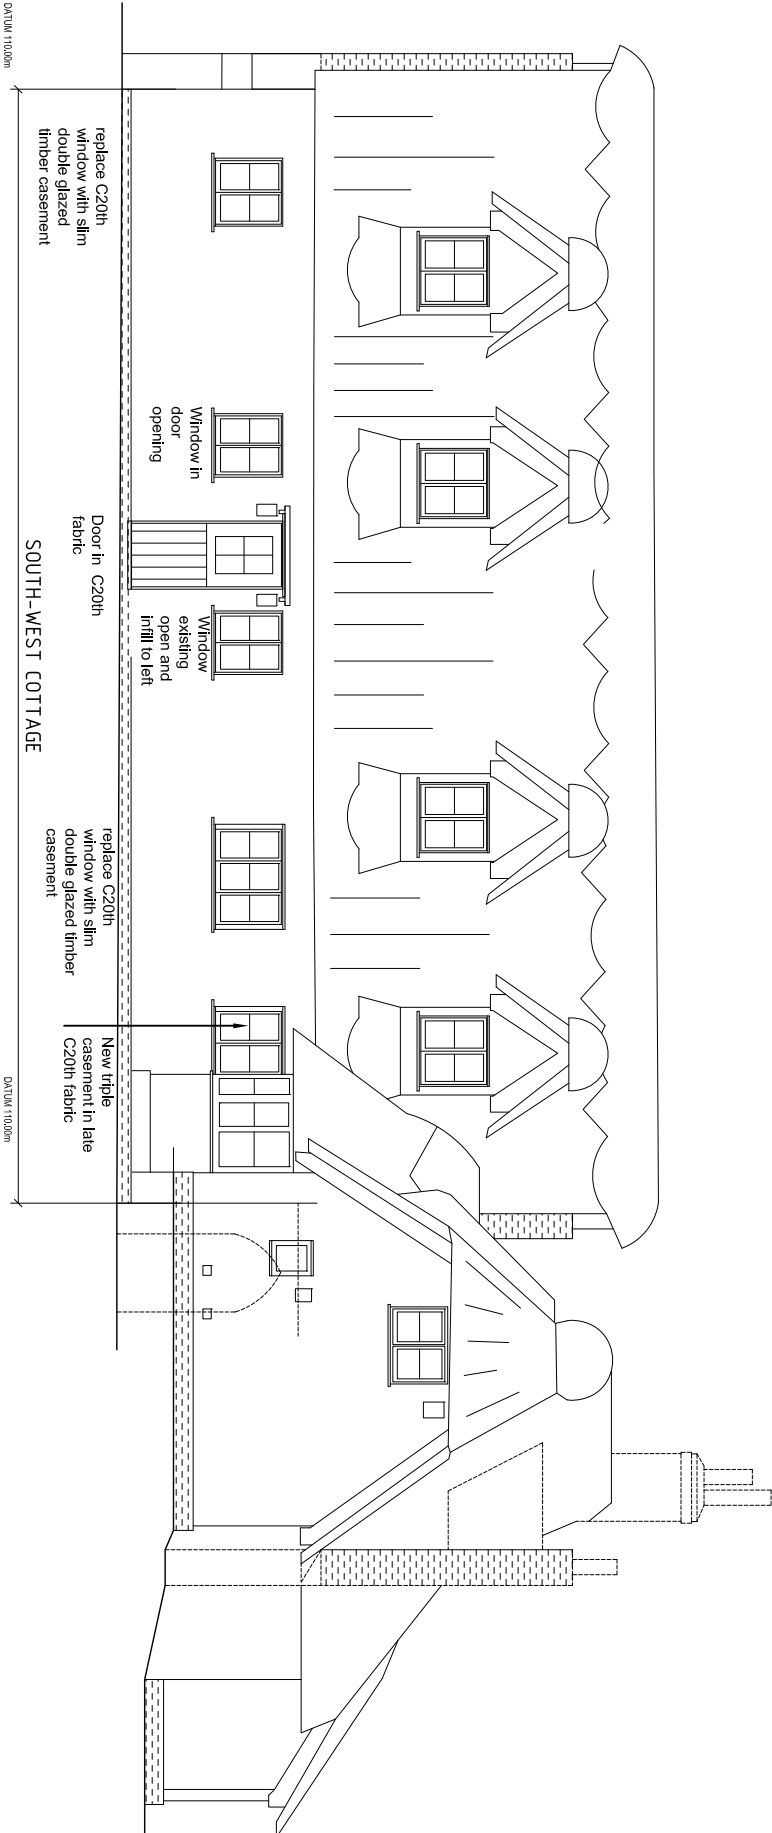 DATUM 110.00m
replace C20th
window with slim
double glazed
timber casement
Window in
door
opening
Door in C20th
fabric
Window
existing
open and
infill to left
SOUTH-WEST COTTAGE
replace C20th
window with slim
double glazed timber
casement
New triple
casement in late
C20th fabric
DATUM 110.00m